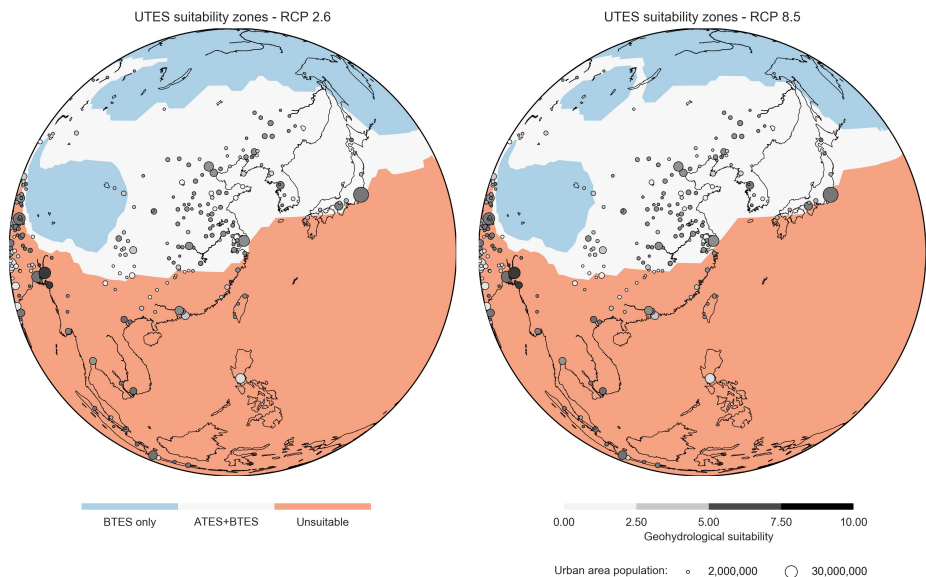 UTES suitability zones - RCP 2.6
UTES suitability zones - RCP 8.5
BTES only
ATES+BTES
Unsuitable
0.00
2.50
5.00
7.50
10.00
Geohydrological suitability
Urban area population:
2,000,000
30,000,000